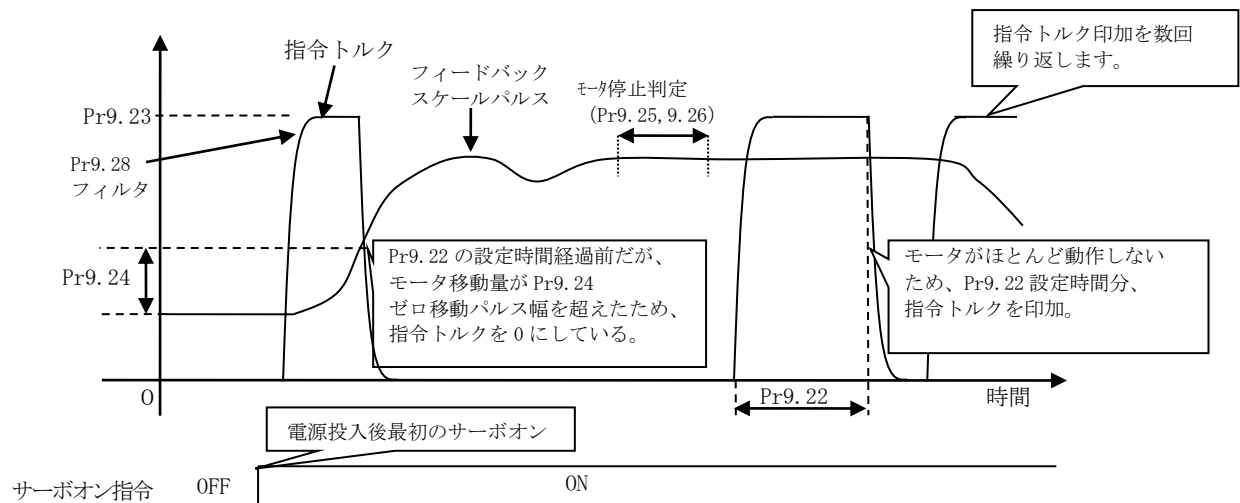 指令トルク印加を数回
繰り返します。
指令トルク
フィードバック
スケールパルス
ﾓｰﾀ停止判定
(Pr9.25, 9.26)
Pr9.23
Pr9.28
フィルタ
Pr9.24
Pr9.22 の設定時間経過前だが、
モータ移動量が Pr9.24
ゼロ移動パルス幅を超えたため、
指令トルクを 0 にしている。
モータがほとんど動作しない
ため、Pr9.22 設定時間分、
指令トルクを印加。
O
Pr9.22
時間
電源投入後最初のサーボオン
サーボオン指令 OFF ON